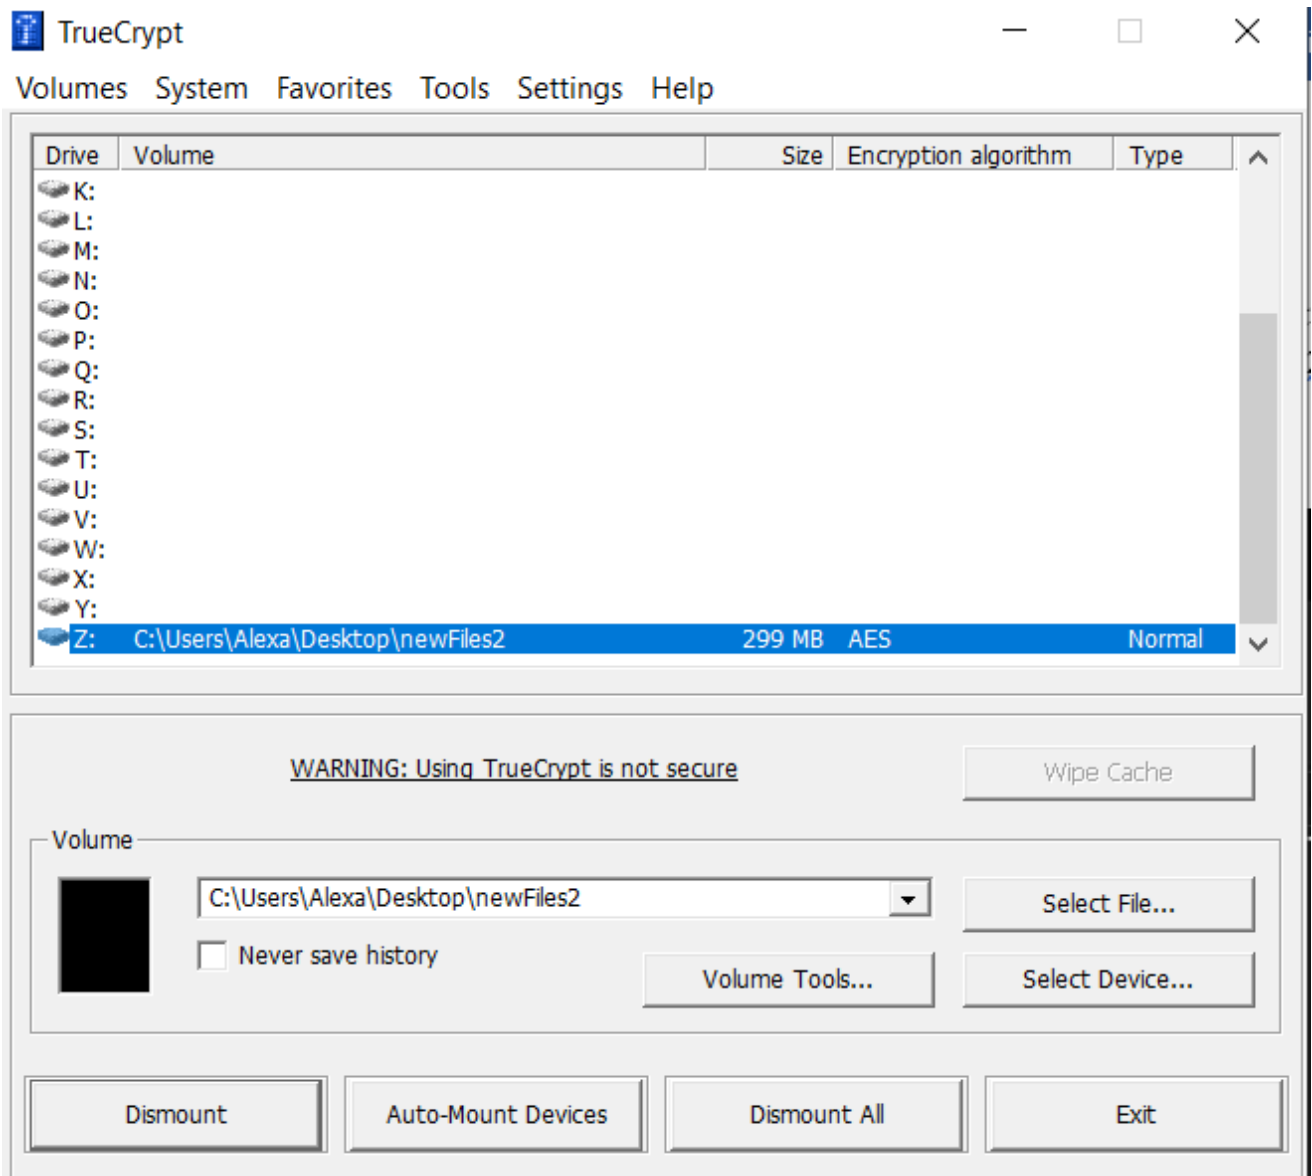 TrueCrypt
Volumes System Favorites Tools Settings Help
Drive Volume Size Encryption algorithm Type
K:
L:
M:
N:
O:
P:
Q:
R:
S:
T:
U:
V:
W:
X:
Y:
Z: C:\Users\Alexa\Desktop\newFiles2 299 MB AES Normal
WARNING: Using TrueCrypt is not secure
Wipe Cache
Volume
C:\Users\Alexa\Desktop\newFiles2
Select File...
Never save history
Volume Tools...
Select Device...
Dismount
Auto-Mount Devices
Dismount All
Exit